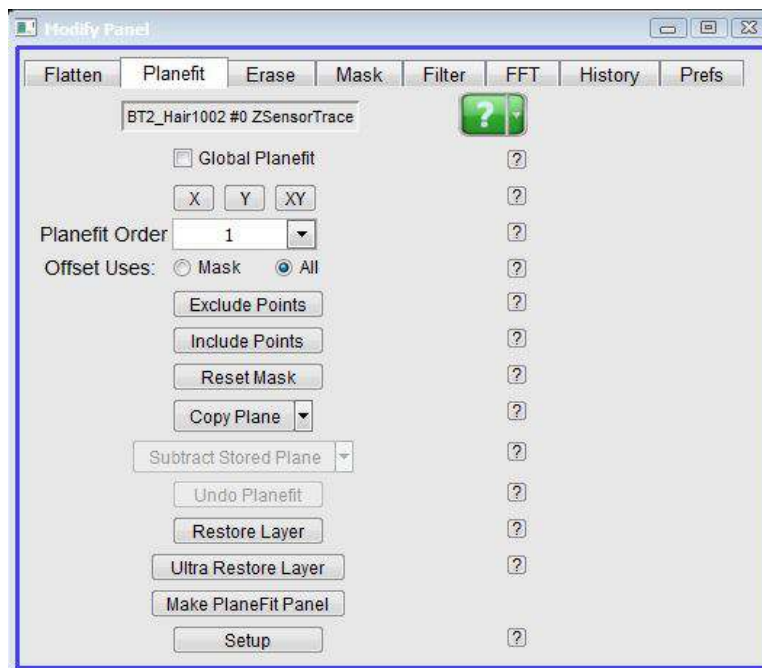 Modify Panel
Flatten Planefit Erase Mask Filter FFT History Prefs
BT2_Hair1002 #0 ZSensorTrace ?
Global Planefit ?
X Y XY ?
Planefit Order 1 ?
Offset Uses: Mask All ?
Exclude Points ?
Include Points ?
Reset Mask ?
Copy Plane ?
Subtract Stored Plane ?
Undo Planefit ?
Restore Layer ?
Ultra Restore Layer ?
Make PlaneFit Panel
Setup ?